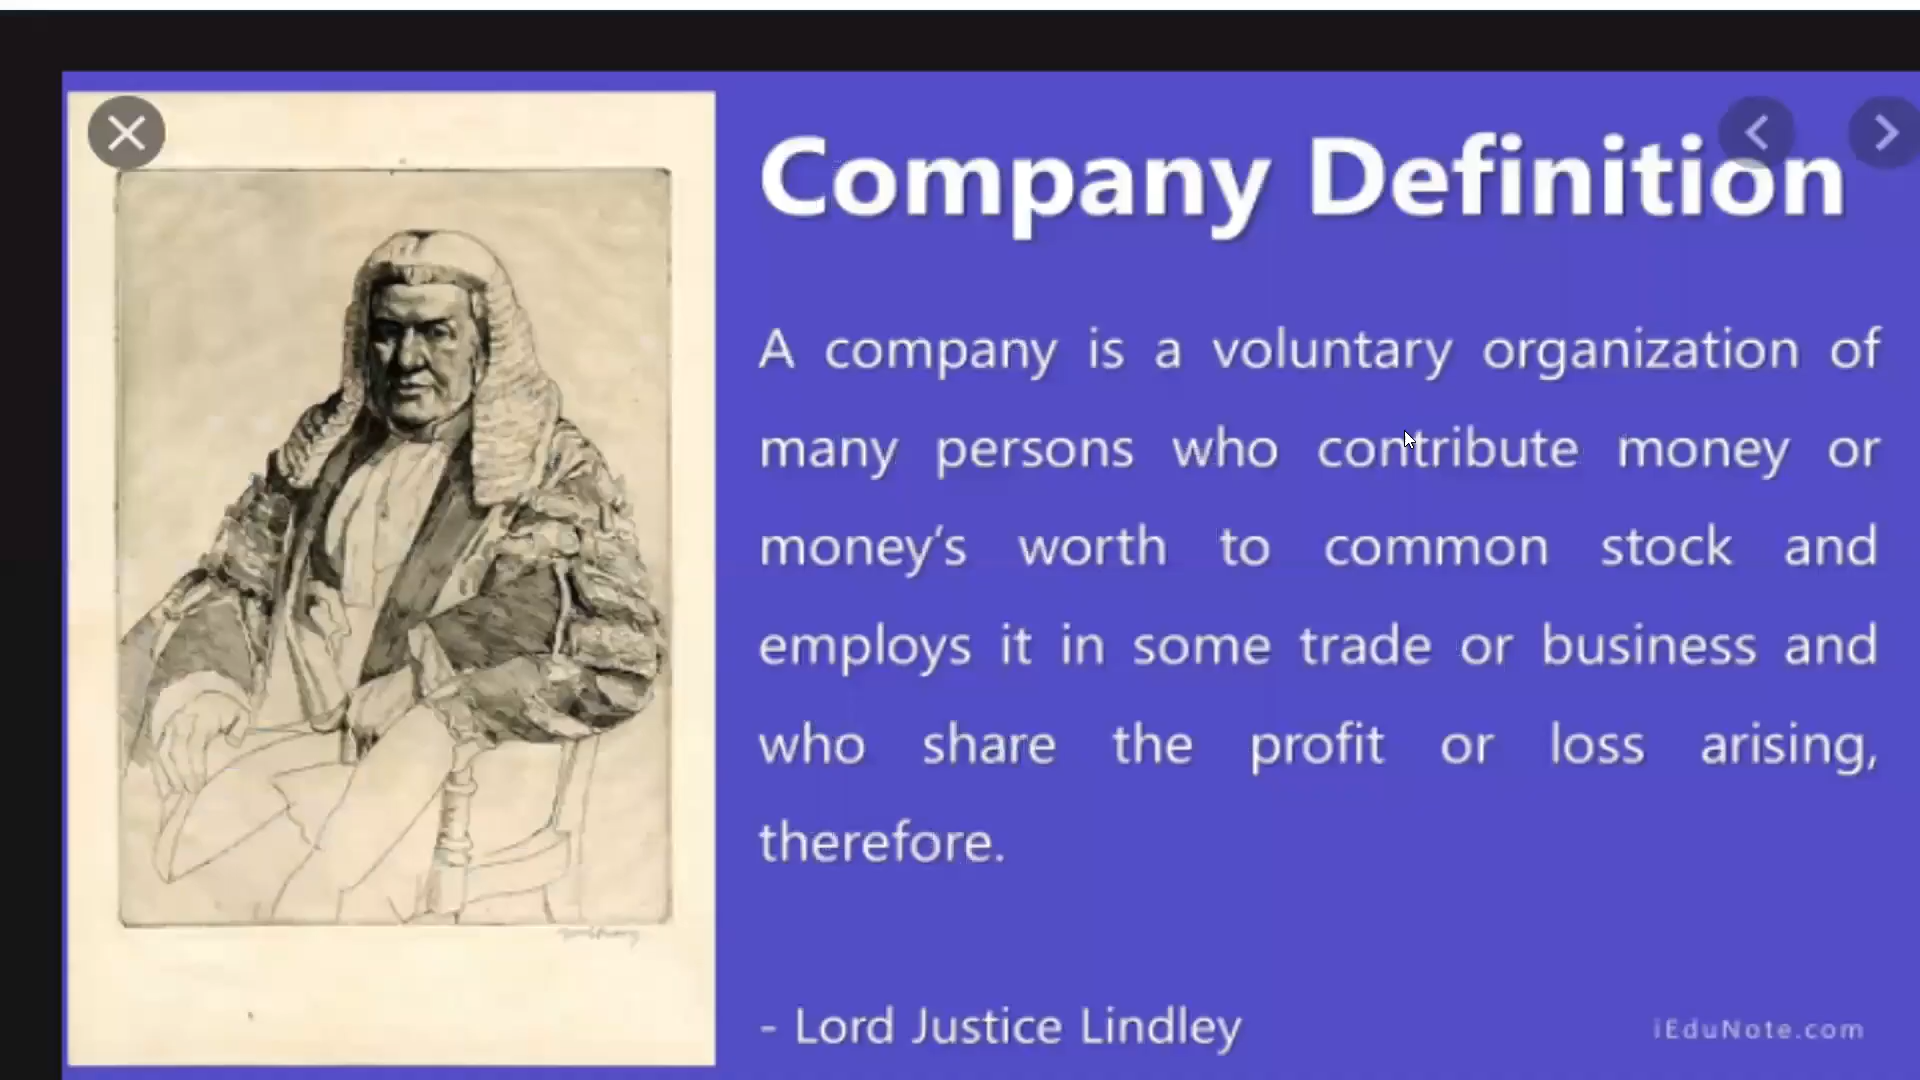 Company Definition
A company is a voluntary organization of
many persons who contribute money or
money's worth to common stock and
employs it in some trade or business and
who share the profit or loss arising,
therefore.
- Lord Justice Lindley
iEduNote.com